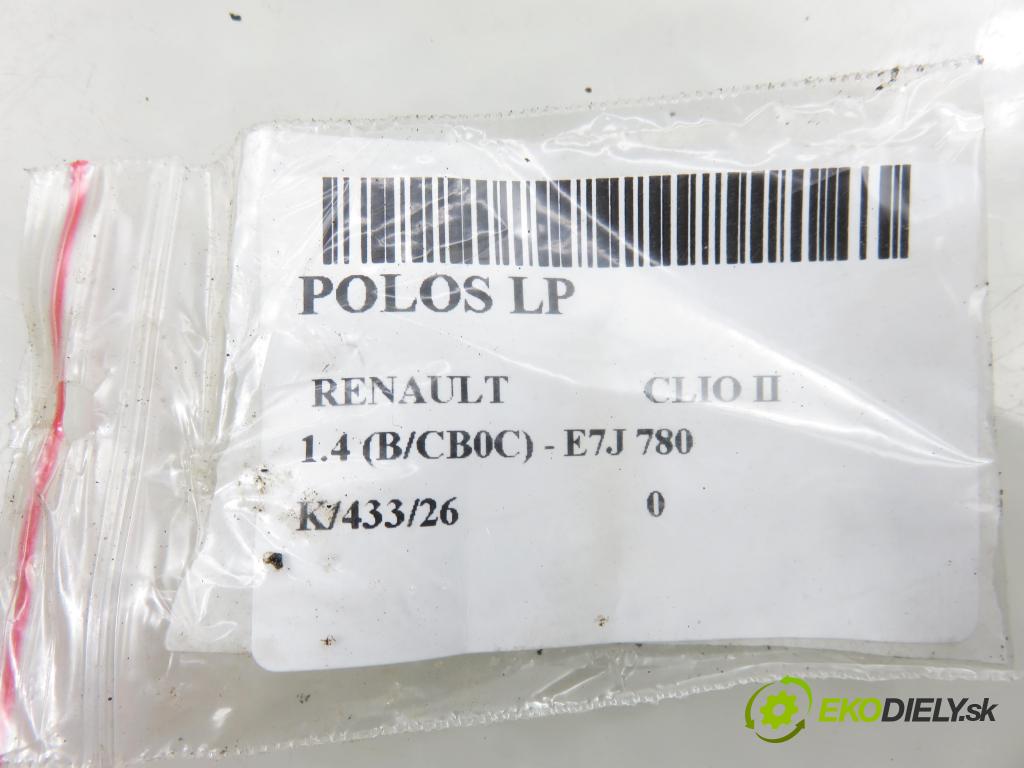 POLOS LP
RENAULT CLIO II
1.4 (B/CB0C) - E7J 780
K/433/26 0
EKODIELY.sk